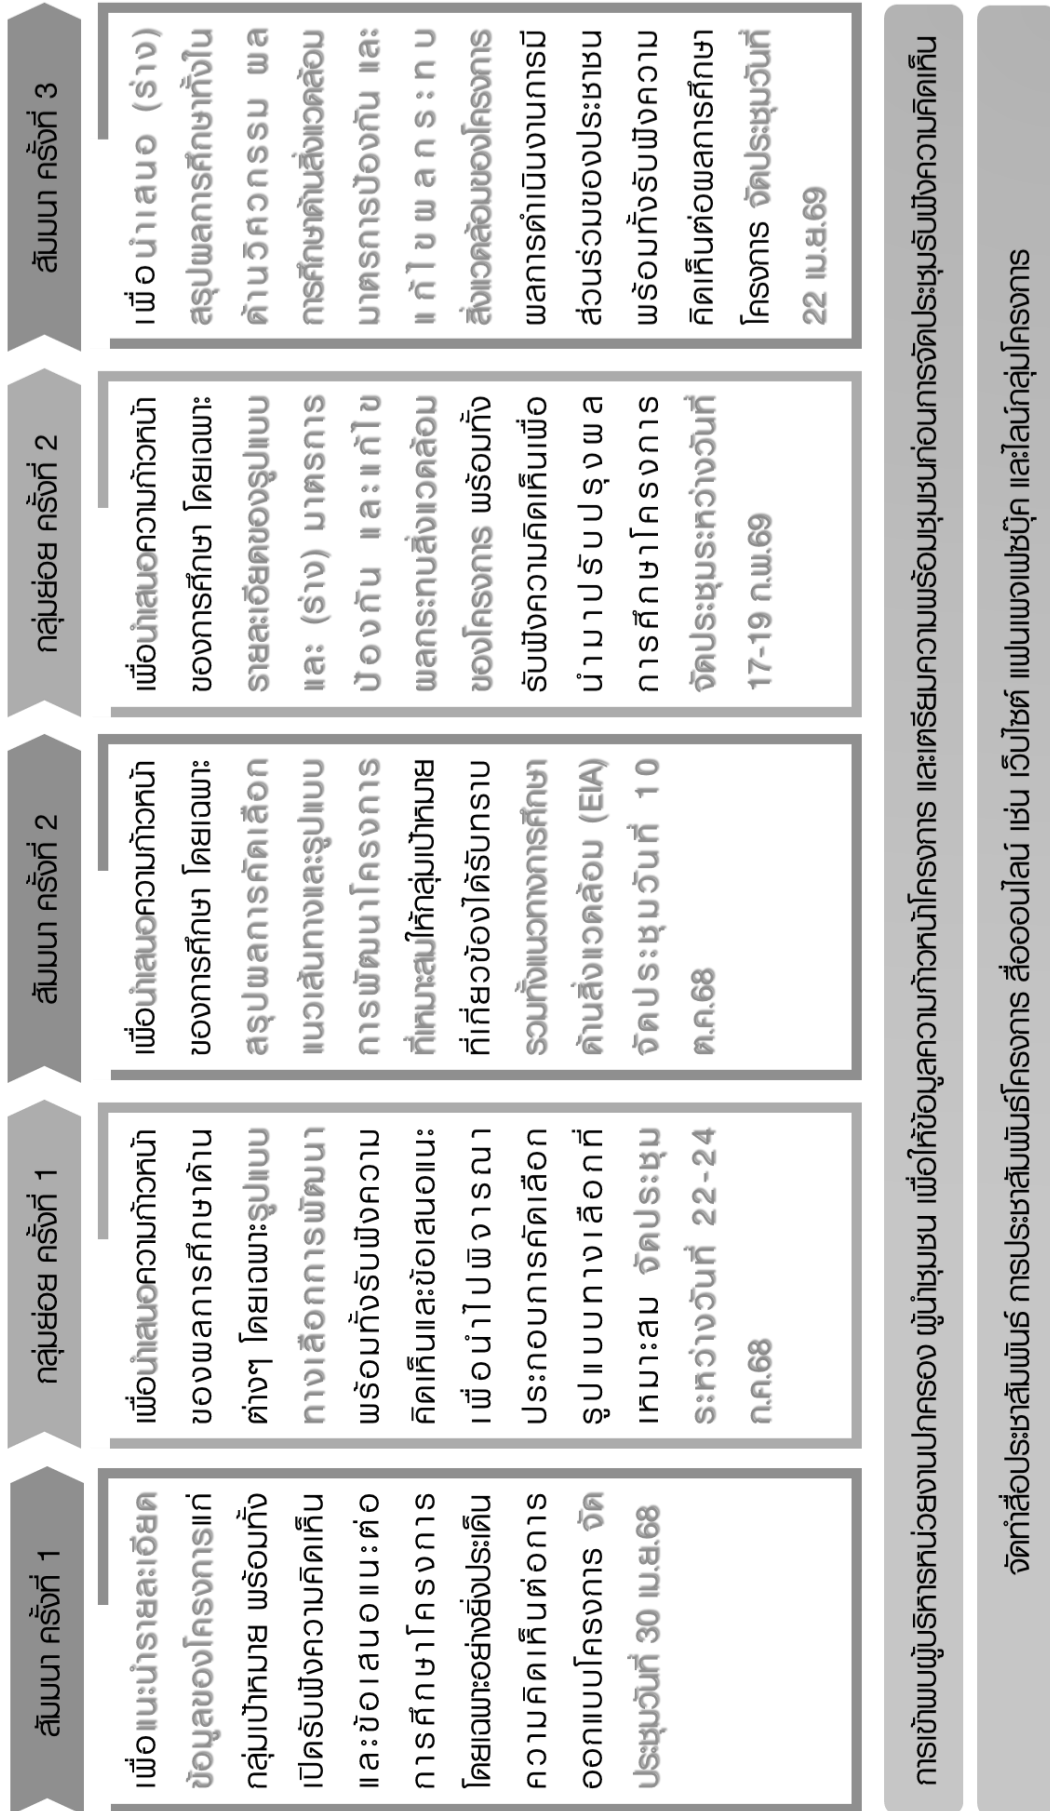 สัมมนา ครั้งที่ 1
เพื่อแนะนำรายละเอียด
ข้อมูลของโครงการแก่
กลุ่มเป้าหมาย พร้อมทั้ง
เปิดรับฟังความคิดเห็น
และข้อเสนอแนะต่อ
การศึกษาโครงการ
โดยเฉพาะอย่างยิ่งประเด็น
ความคิดเห็นต่อการ
ออกแบบโครงการ จัด
ประชุมวันที่ 30 เม.ย.68
กลุ่มย่อย ครั้งที่ 1
เพื่อนำเสนอความก้าวหน้า
ของผลการศึกษาด้าน
ต่างๆ โดยเฉพาะรูปแบบ
ทางเลือกการพัฒนา
พร้อมทั้งรับฟังความ
คิดเห็นและข้อเสนอแนะ
เพื่อนำไปพิจารณา
ประกอบการคัดเลือก
รูปแบบทางเลือกที่
เหมาะสม จัดประชุม
ระหว่างวันที่ 22-24
ก.ค.68
สัมมนา ครั้งที่ 2
เพื่อนำเสนอความก้าวหน้า
ของการศึกษา โดยเฉพาะ
สรุปผลการคัดเลือก
แนวเส้นทางและรูปแบบ
การพัฒนาโครงการ
ที่เหมาะสมให้กลุ่มเป้าหมาย
ที่เกี่ยวข้องได้รับทราบ
รวมทั้งแนวทางการศึกษา
ด้านสิ่งแวดล้อม (EIA)
จัดประชุมวันที่ 10
ต.ค.68
กลุ่มย่อย ครั้งที่ 2
เพื่อนำเสนอความก้าวหน้า
ของการศึกษา โดยเฉพาะ
รายละเอียดของรูปแบบ
และ (ร่าง) มาตรการ
ป้องกัน และแก้ไข
ผลกระทบสิ่งแวดล้อม
ของโครงการ พร้อมทั้ง
รับฟังความคิดเห็นเพื่อ
นำมาปรับปรุงผล
การศึกษาโครงการ
จัดประชุมระหว่างวันที่
17-19 ก.พ.69
สัมมนา ครั้งที่ 3
เพื่อนำเสนอ (ร่าง)
สรุปผลการศึกษาทั้งใน
ด้านวิศวกรรม ผล
การศึกษาด้านสิ่งแวดล้อม
มาตรการป้องกัน และ
แก้ไขผลกระทบ
สิ่งแวดล้อมของโครงการ
ผลการดำเนินงานการมี
ส่วนร่วมของประชาชน
พร้อมทั้งรับฟังความ
คิดเห็นต่อผลการศึกษา
โครงการ จัดประชุมวันที่
22 เม.ย.69
การเข้าพบผู้บริหารหน่วยงานปกครอง ผู้นำชุมชน เพื่อให้ข้อมูลความก้าวหน้าโครงการ และเตรียมความพร้อมชุมชนก่อนการจัดประชุมรับฟังความคิดเห็น
จัดทำสื่อประชาสัมพันธ์ การประชาสัมพันธ์โครงการ สื่อออนไลน์ เช่น เว็บไซต์ แฟนเพจเฟซบุ๊ค และไลน์กลุ่มโครงการ